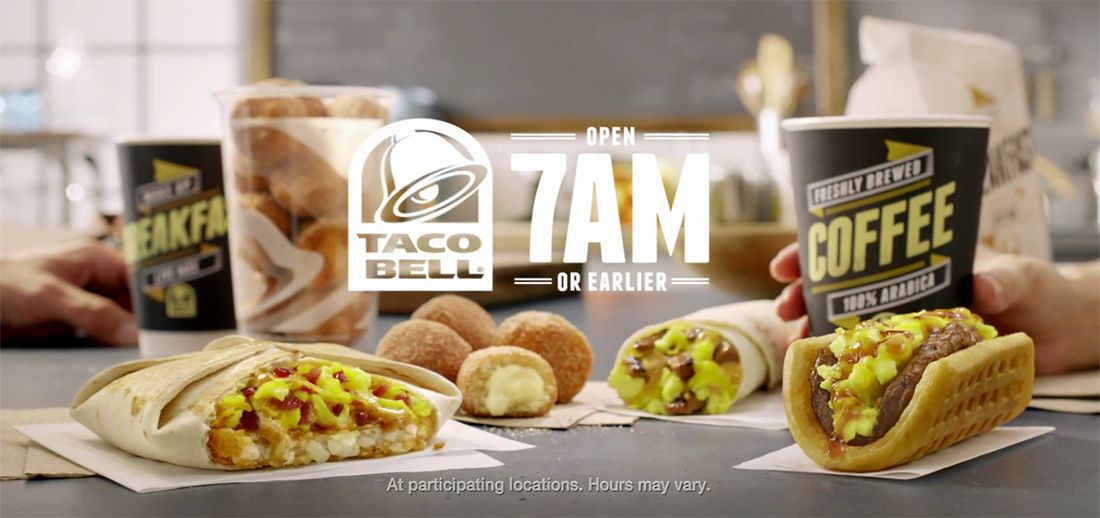 OPEN
7AM
OR EARLIER
TACO
BELL
FRESHLY BREWED
COFFEE
100% ARABICA
At participating locations. Hours may vary.